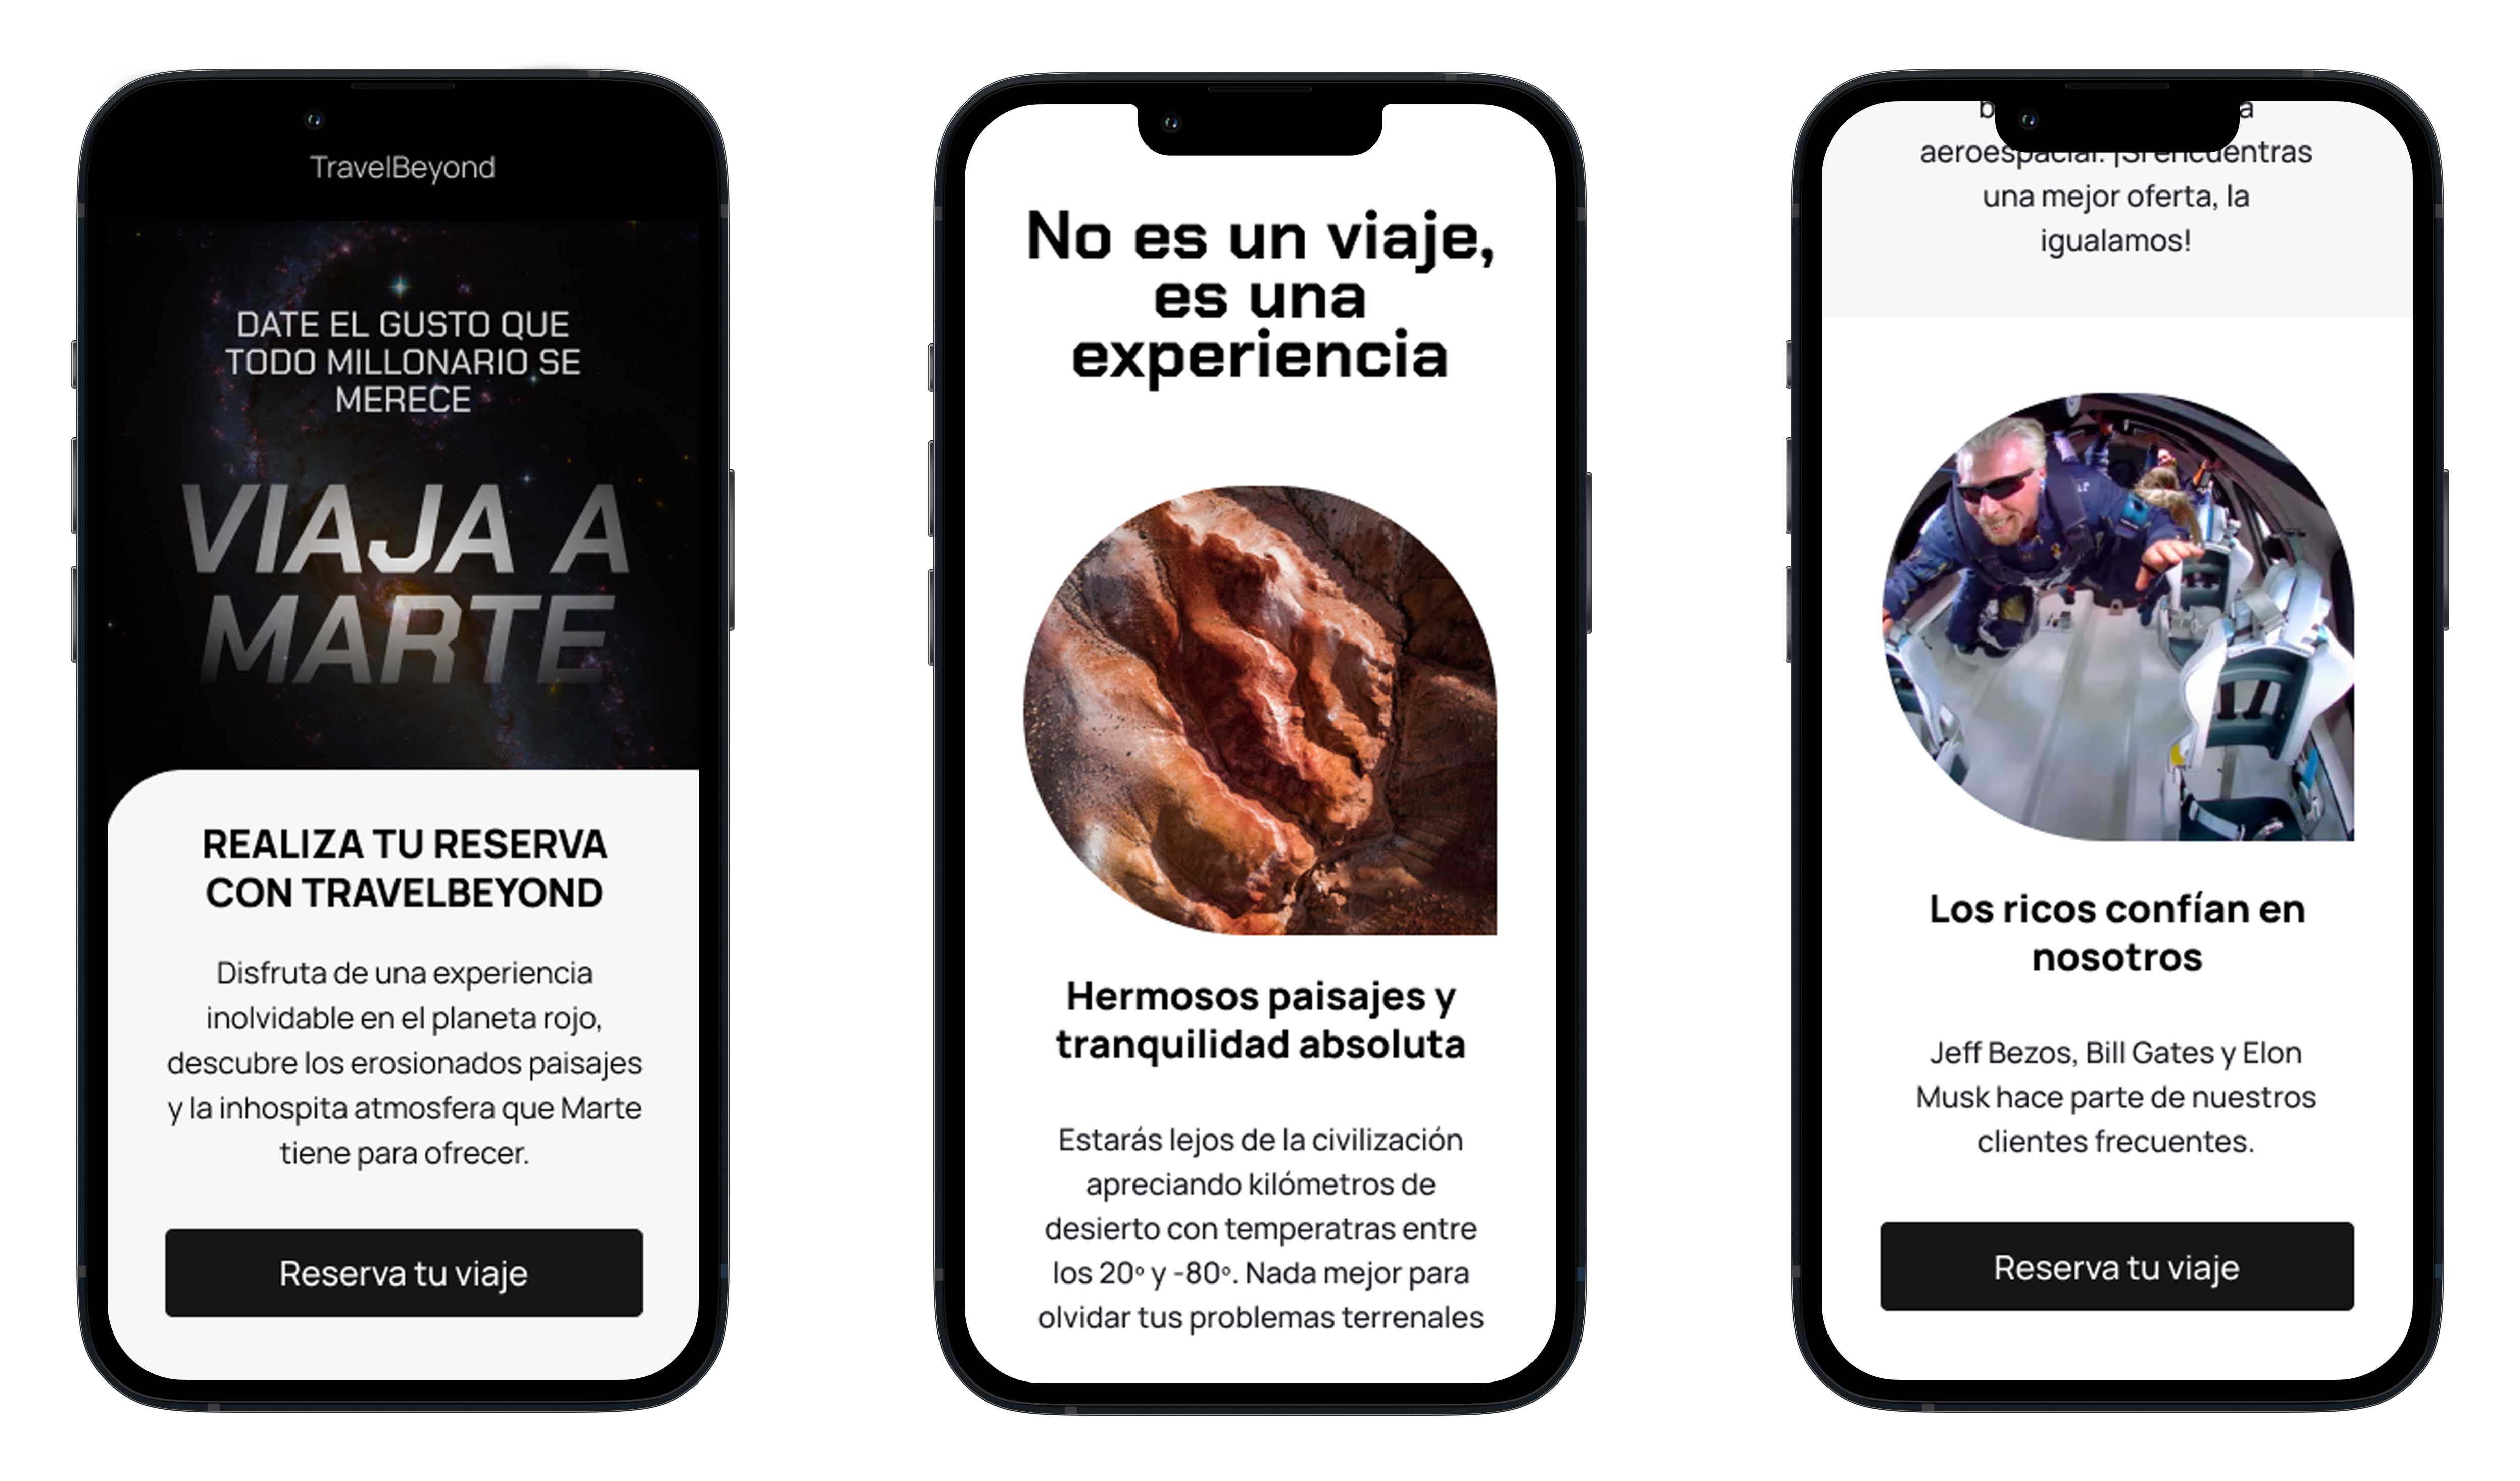 TravelBeyond
DATE EL GUSTO QUE
TODO MILLONARIO SE
MERECE
VIAJA A
MARTE
REALIZA TU RESERVA
CON TRAVELBEYOND
Disfruta de una experiencia
inolvidable en el planeta rojo,
descubre los erosionados paisajes
y la inhospita atmosfera que Marte
tiene para ofrecer.
Reserva tu viaje
No es un viaje,
es una
experiencia
Hermosos paisajes y
tranquilidad absoluta
Estarás lejos de la civilización
apreciando kilómetros de
desierto con temperatras entre
los 20º y -80º. Nada mejor para
olvidar tus problemas terrenales
aeroespacial. ¡Si encuentras
una mejor oferta, la
igualamos!
Los ricos confían en
nosotros
Jeff Bezos, Bill Gates y Elon
Musk hace parte de nuestros
clientes frecuentes.
Reserva tu viaje